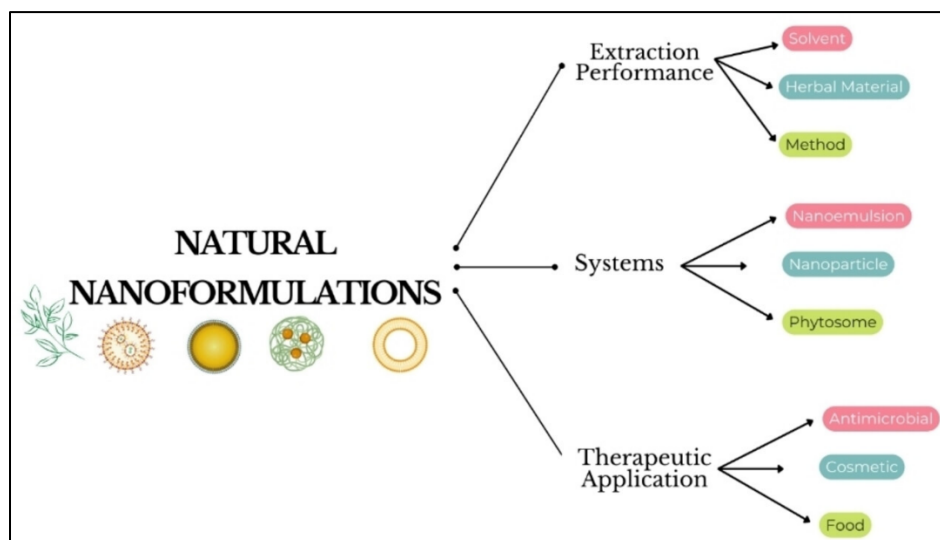 NATURAL
NANOFORMULATIONS
Extraction
Performance
Solvent
Herbal Material
Method
Systems
Nanoemulsion
Nanoparticle
Phytosome
Therapeutic
Application
Antimicrobial
Cosmetic
Food